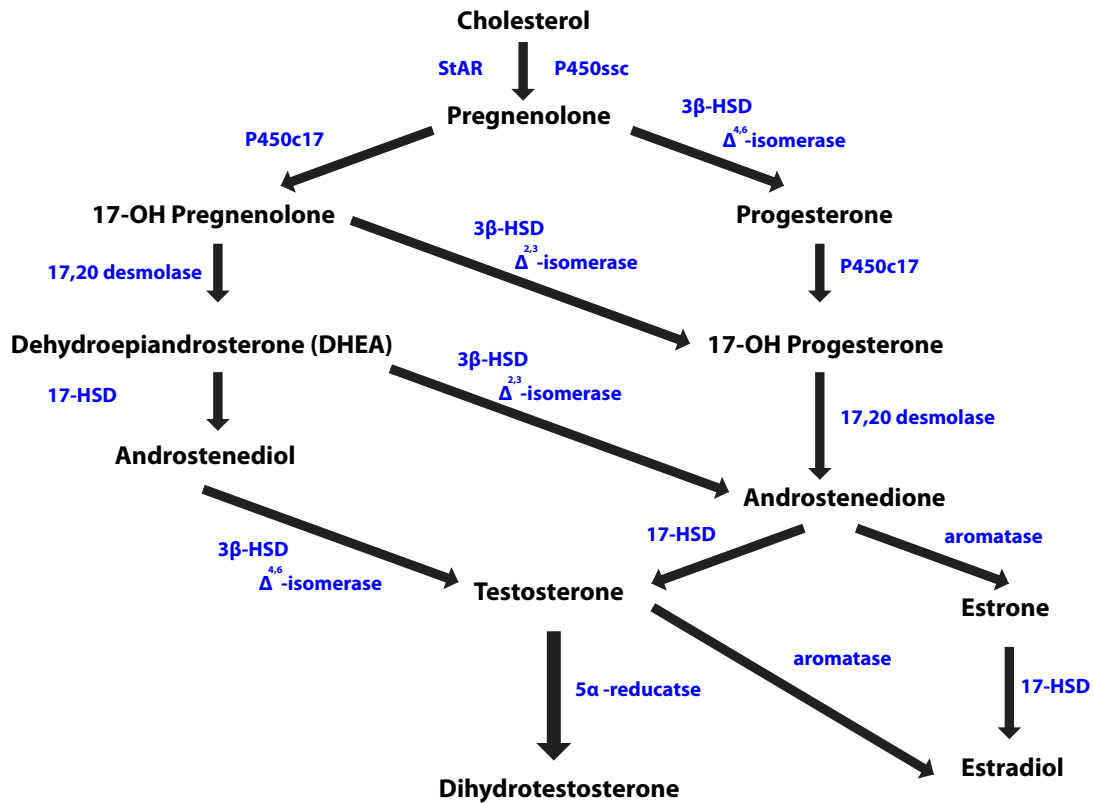 Cholesterol
StAR
P450ssc
Pregnenolone
P450c17
3β-HSD
Δ4,6-isomerase
17-OH Pregnenolone
Progesterone
3β-HSD
Δ2,3-isomerase
17,20 desmolase
P450c17
Dehydroepiandrosterone (DHEA)
17-OH Progesterone
3β-HSD
Δ2,3-isomerase
17-HSD
17,20 desmolase
Androstenediol
Androstenedione
17-HSD
aromatase
3β-HSD
Δ4,6-isomerase
Testosterone
Estrone
aromatase
5α -reducatse
17-HSD
Estradiol
Dihydrotestosterone